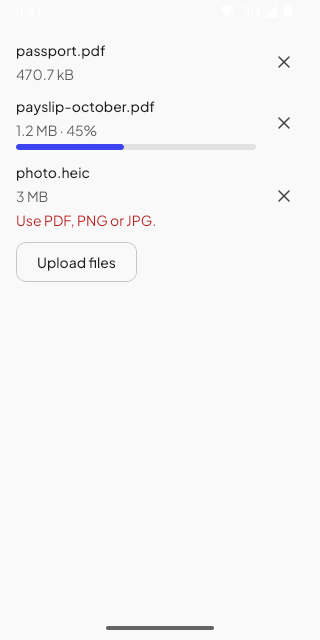 9:41
3G
passport.pdf
470.7 kB
payslip-october.pdf
1.2 MB · 45%
photo.heic
3 MB
Use PDF, PNG or JPG.
Upload files